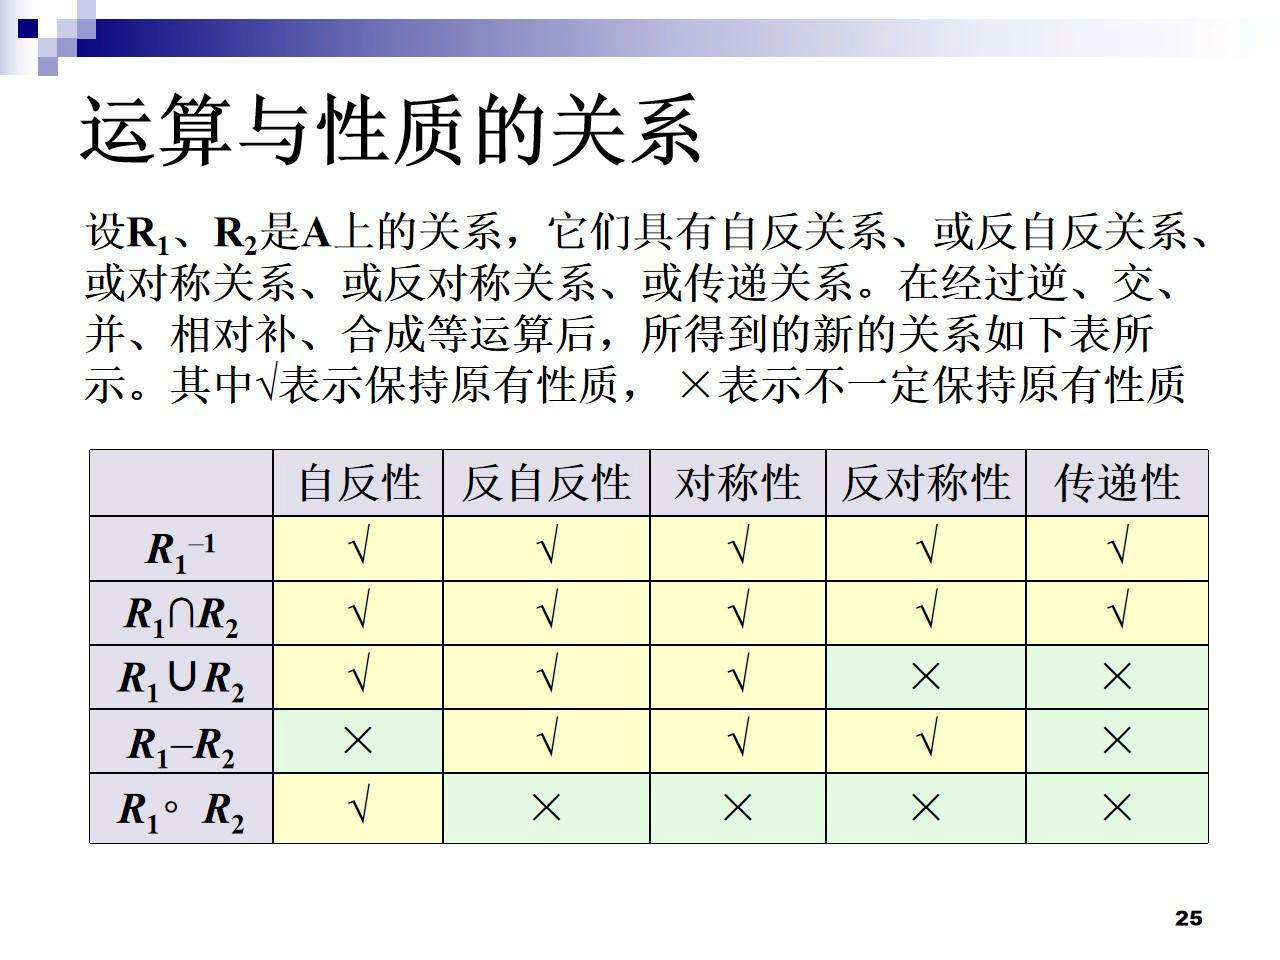 运算与性质的关系
设R₁、R₂是A上的关系，它们具有自反关系、或反自反关系、
或对称关系、或反对称关系、或传递关系。在经过逆、交、
并、相对补、合成等运算后，所得到的新的关系如下表所
示。其中√表示保持原有性质， ×表示不一定保持原有性质
自反性 反自反性 对称性 反对称性 传递性
R₁⁻¹ √ √ √ √ √
R₁∩R₂ √ √ √ √ √
R₁∪R₂ √ √ √ × ×
R₁–R₂ × √ √ √ ×
R₁∘ R₂ √ × × × ×
25